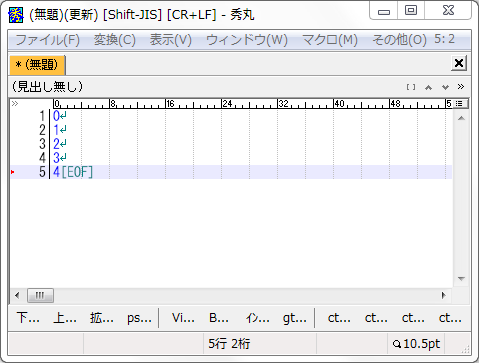 (無題)(更新) [Shift-JIS] [CR+LF] - 秀丸
ファイル(F) 変換(C) 表示(V) ウィンドウ(W) マクロ(M) その他(O) 5:2
* (無題)
(見出し無し)
0 8 16 24 32 40 48 5
1 0↵
2 1↵
3 2↵
4 3↵
5 4[EOF]
下... 上... 拡... ps... Vi... B... イン... gt... ct... ct... ct... ct...
5行 2桁 10.5pt